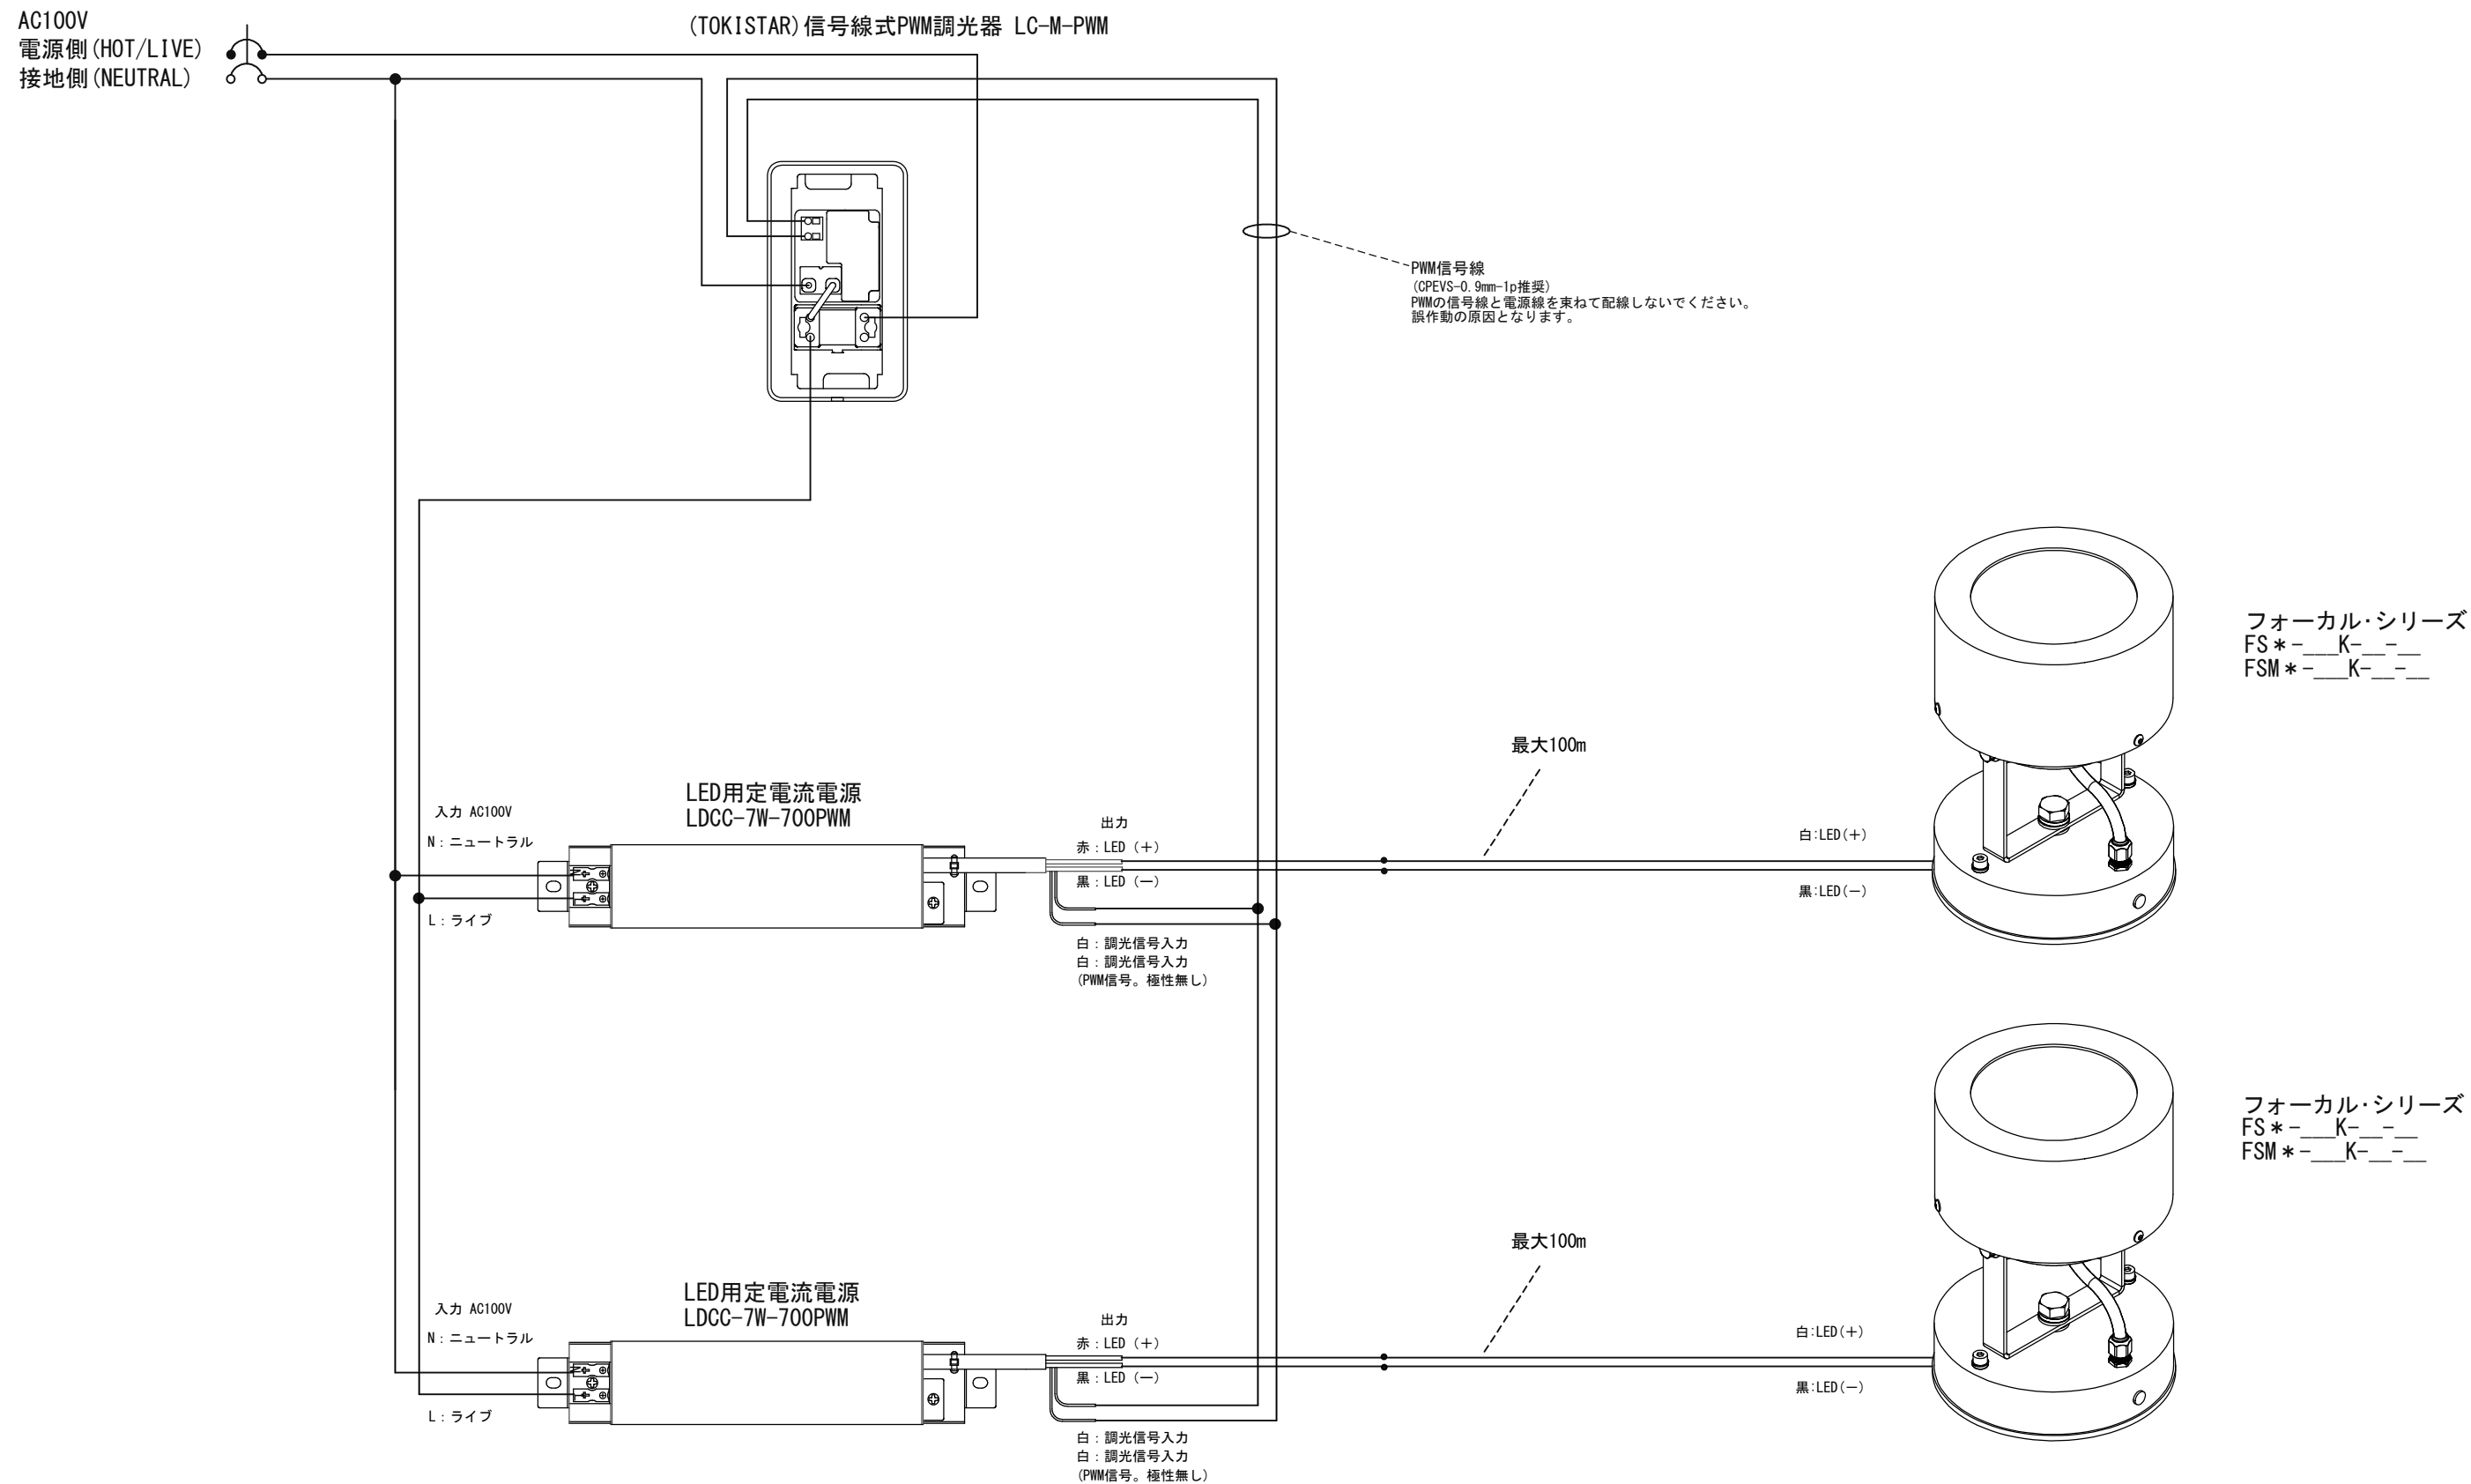 AC100V
電源側(HOT/LIVE)
接地側(NEUTRAL)
(TOKISTAR)信号線式PWM調光器 LC-M-PWM
PWM信号線
(CPEVS-0.9mm-1p推奨)
PWMの信号線と電源線を束ねて配線しないでください。
誤作動の原因となります。
フォーカル・シリーズ
FS*-___K-__-__
FSM*-___K-__-__
最大100m
LED用定電流電源
LDCC-7W-700PWM
入力 AC100V
N：ニュートラル
L：ライブ
出力
赤：LED（＋）
黒：LED（－）
白：調光信号入力
白：調光信号入力
(PWM信号。極性無し)
白:LED(＋)
黒:LED(－)
フォーカル・シリーズ
FS*-___K-__-__
FSM*-___K-__-__
最大100m
LED用定電流電源
LDCC-7W-700PWM
入力 AC100V
N：ニュートラル
L：ライブ
出力
赤：LED（＋）
黒：LED（－）
白：調光信号入力
白：調光信号入力
(PWM信号。極性無し)
白:LED(＋)
黒:LED(－)